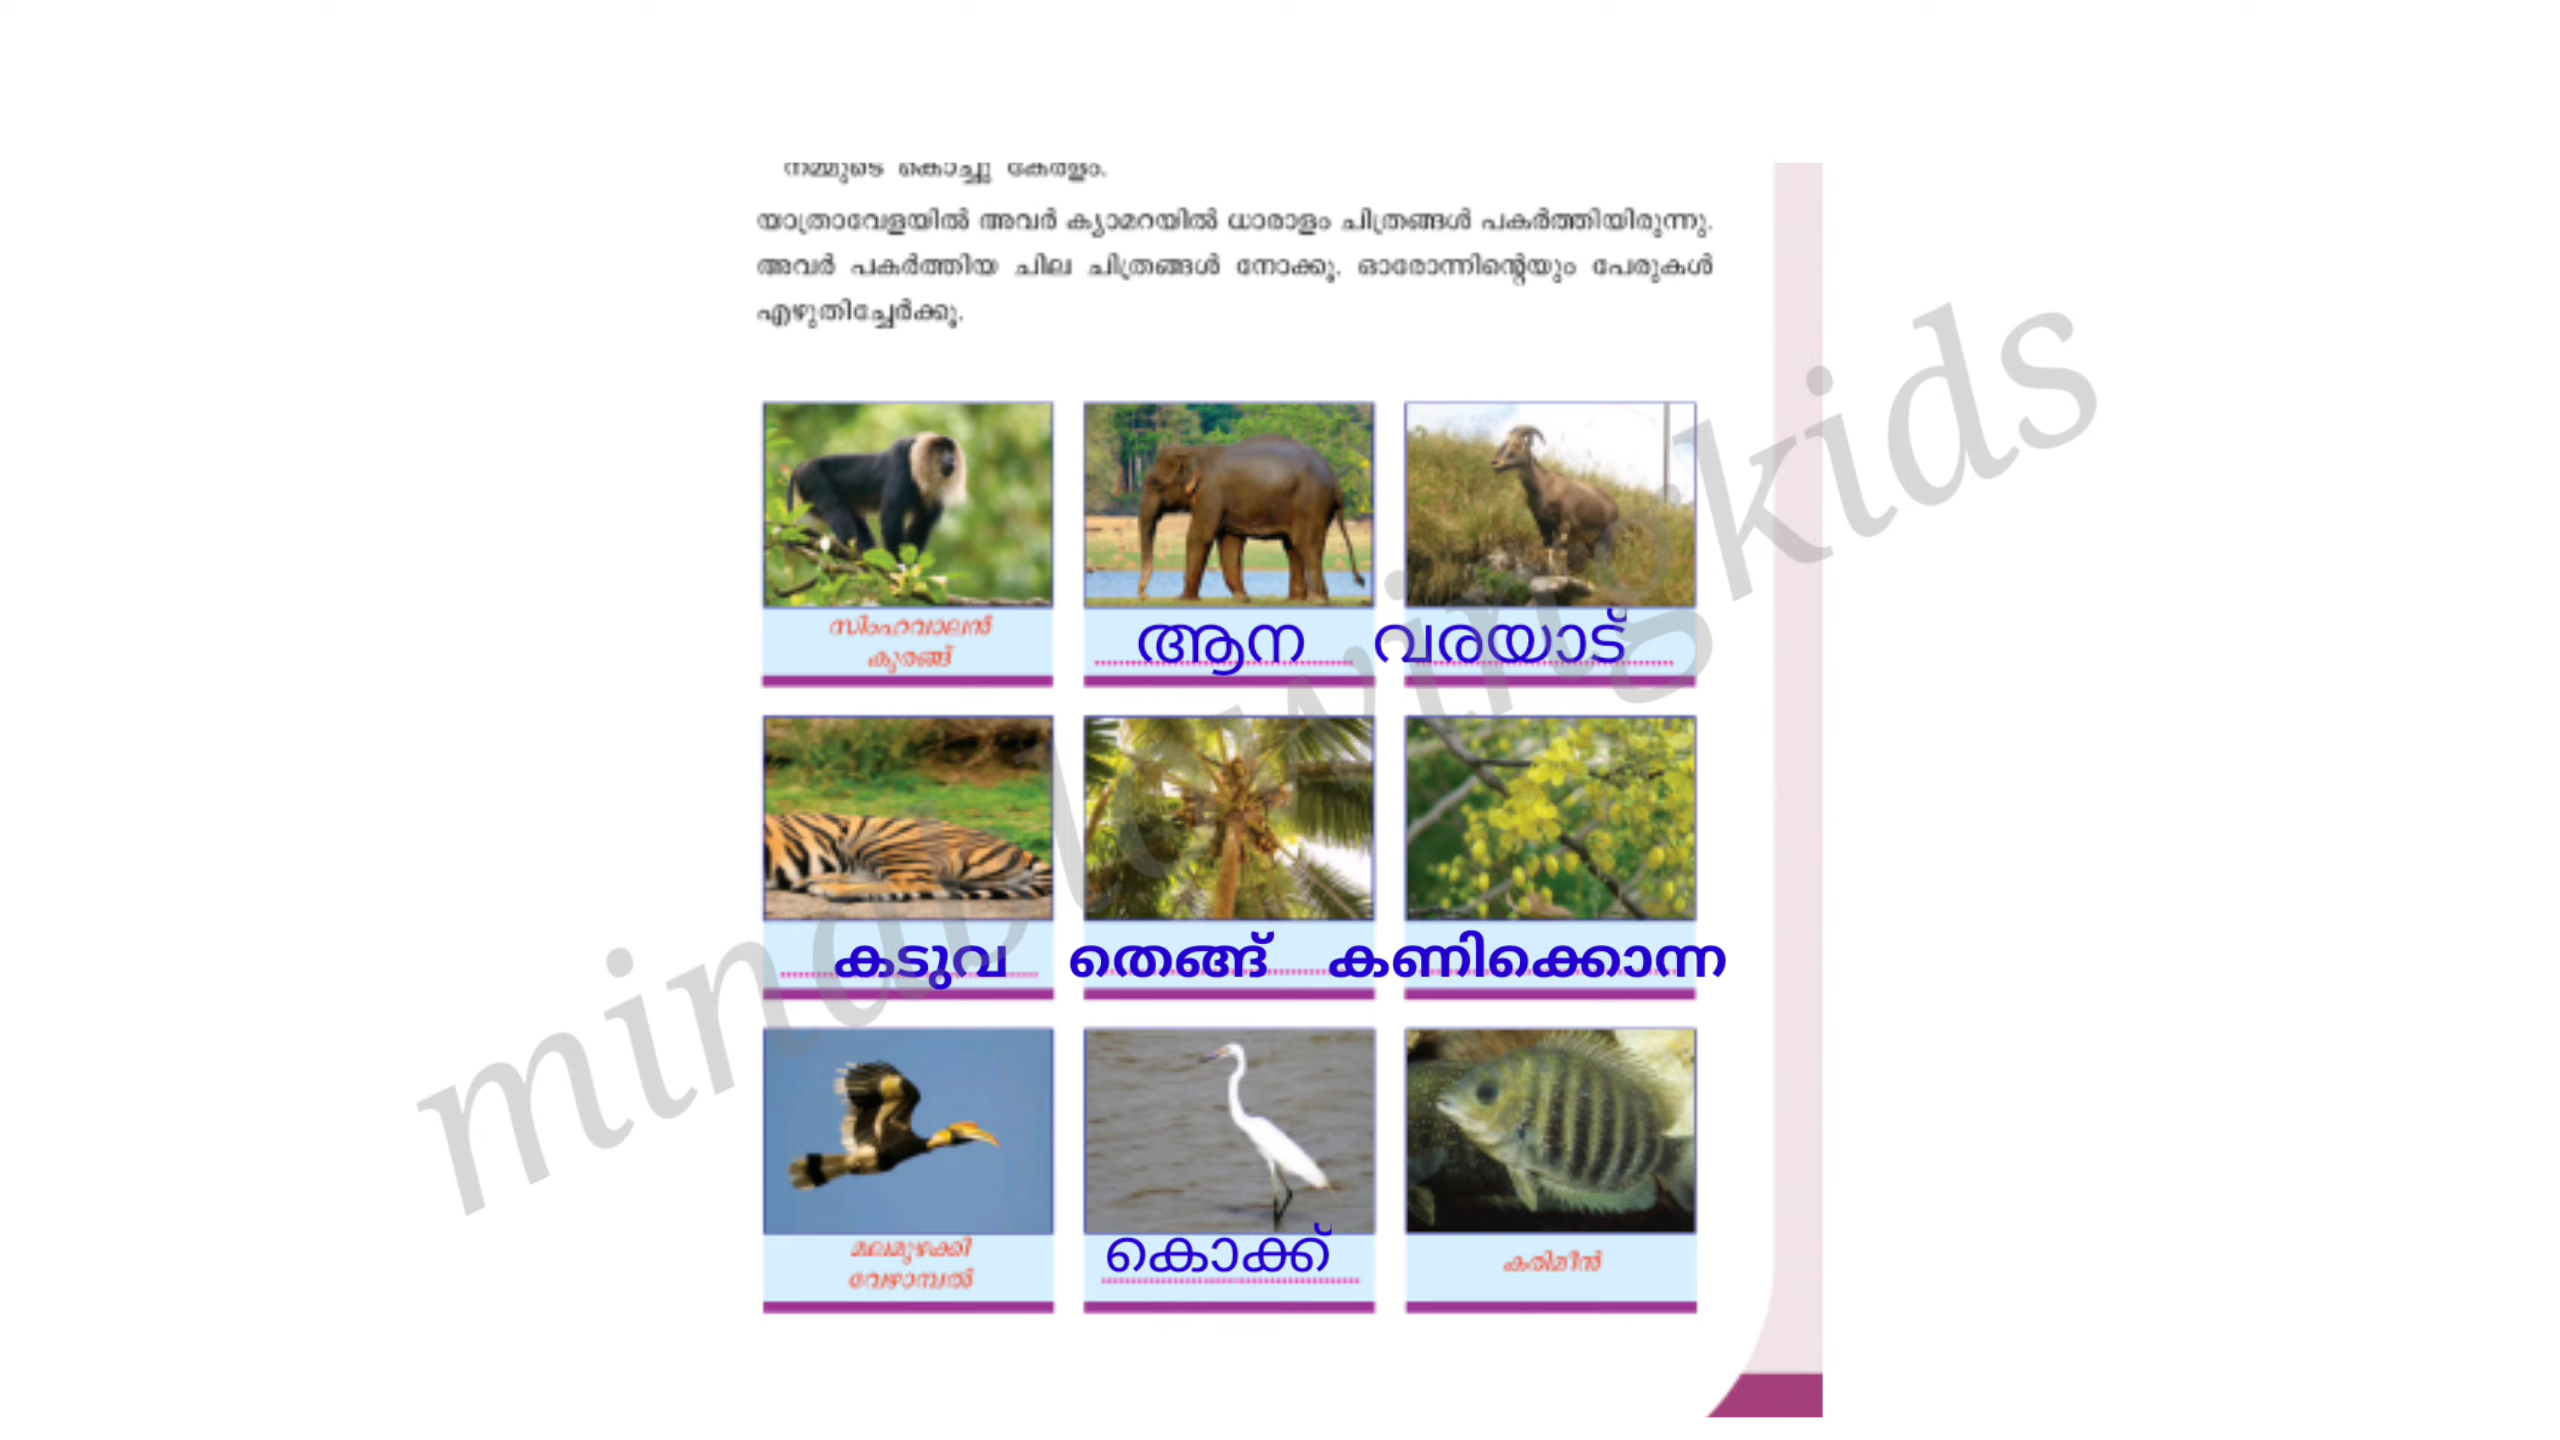 നമ്മുടെ കൊച്ചു കേരളം.
യാത്രാവേളയിൽ അവർ ക്യാമറയിൽ ധാരാളം ചിത്രങ്ങൾ പകർത്തിയിരുന്നു.
അവർ പകർത്തിയ ചില ചിത്രങ്ങൾ നോക്കൂ. ഓരോന്നിന്റെയും പേരുകൾ
എഴുതിച്ചേർക്കൂ.
സിംഹവാലൻ
കുരങ്ങ്
ആന
വരയാട്
കടുവ
തെങ്ങ്
കണിക്കൊന്ന
മലമുഴക്കി
വേഴാമ്പൽ
കൊക്ക്
കരിമീൻ
mindblowingkids